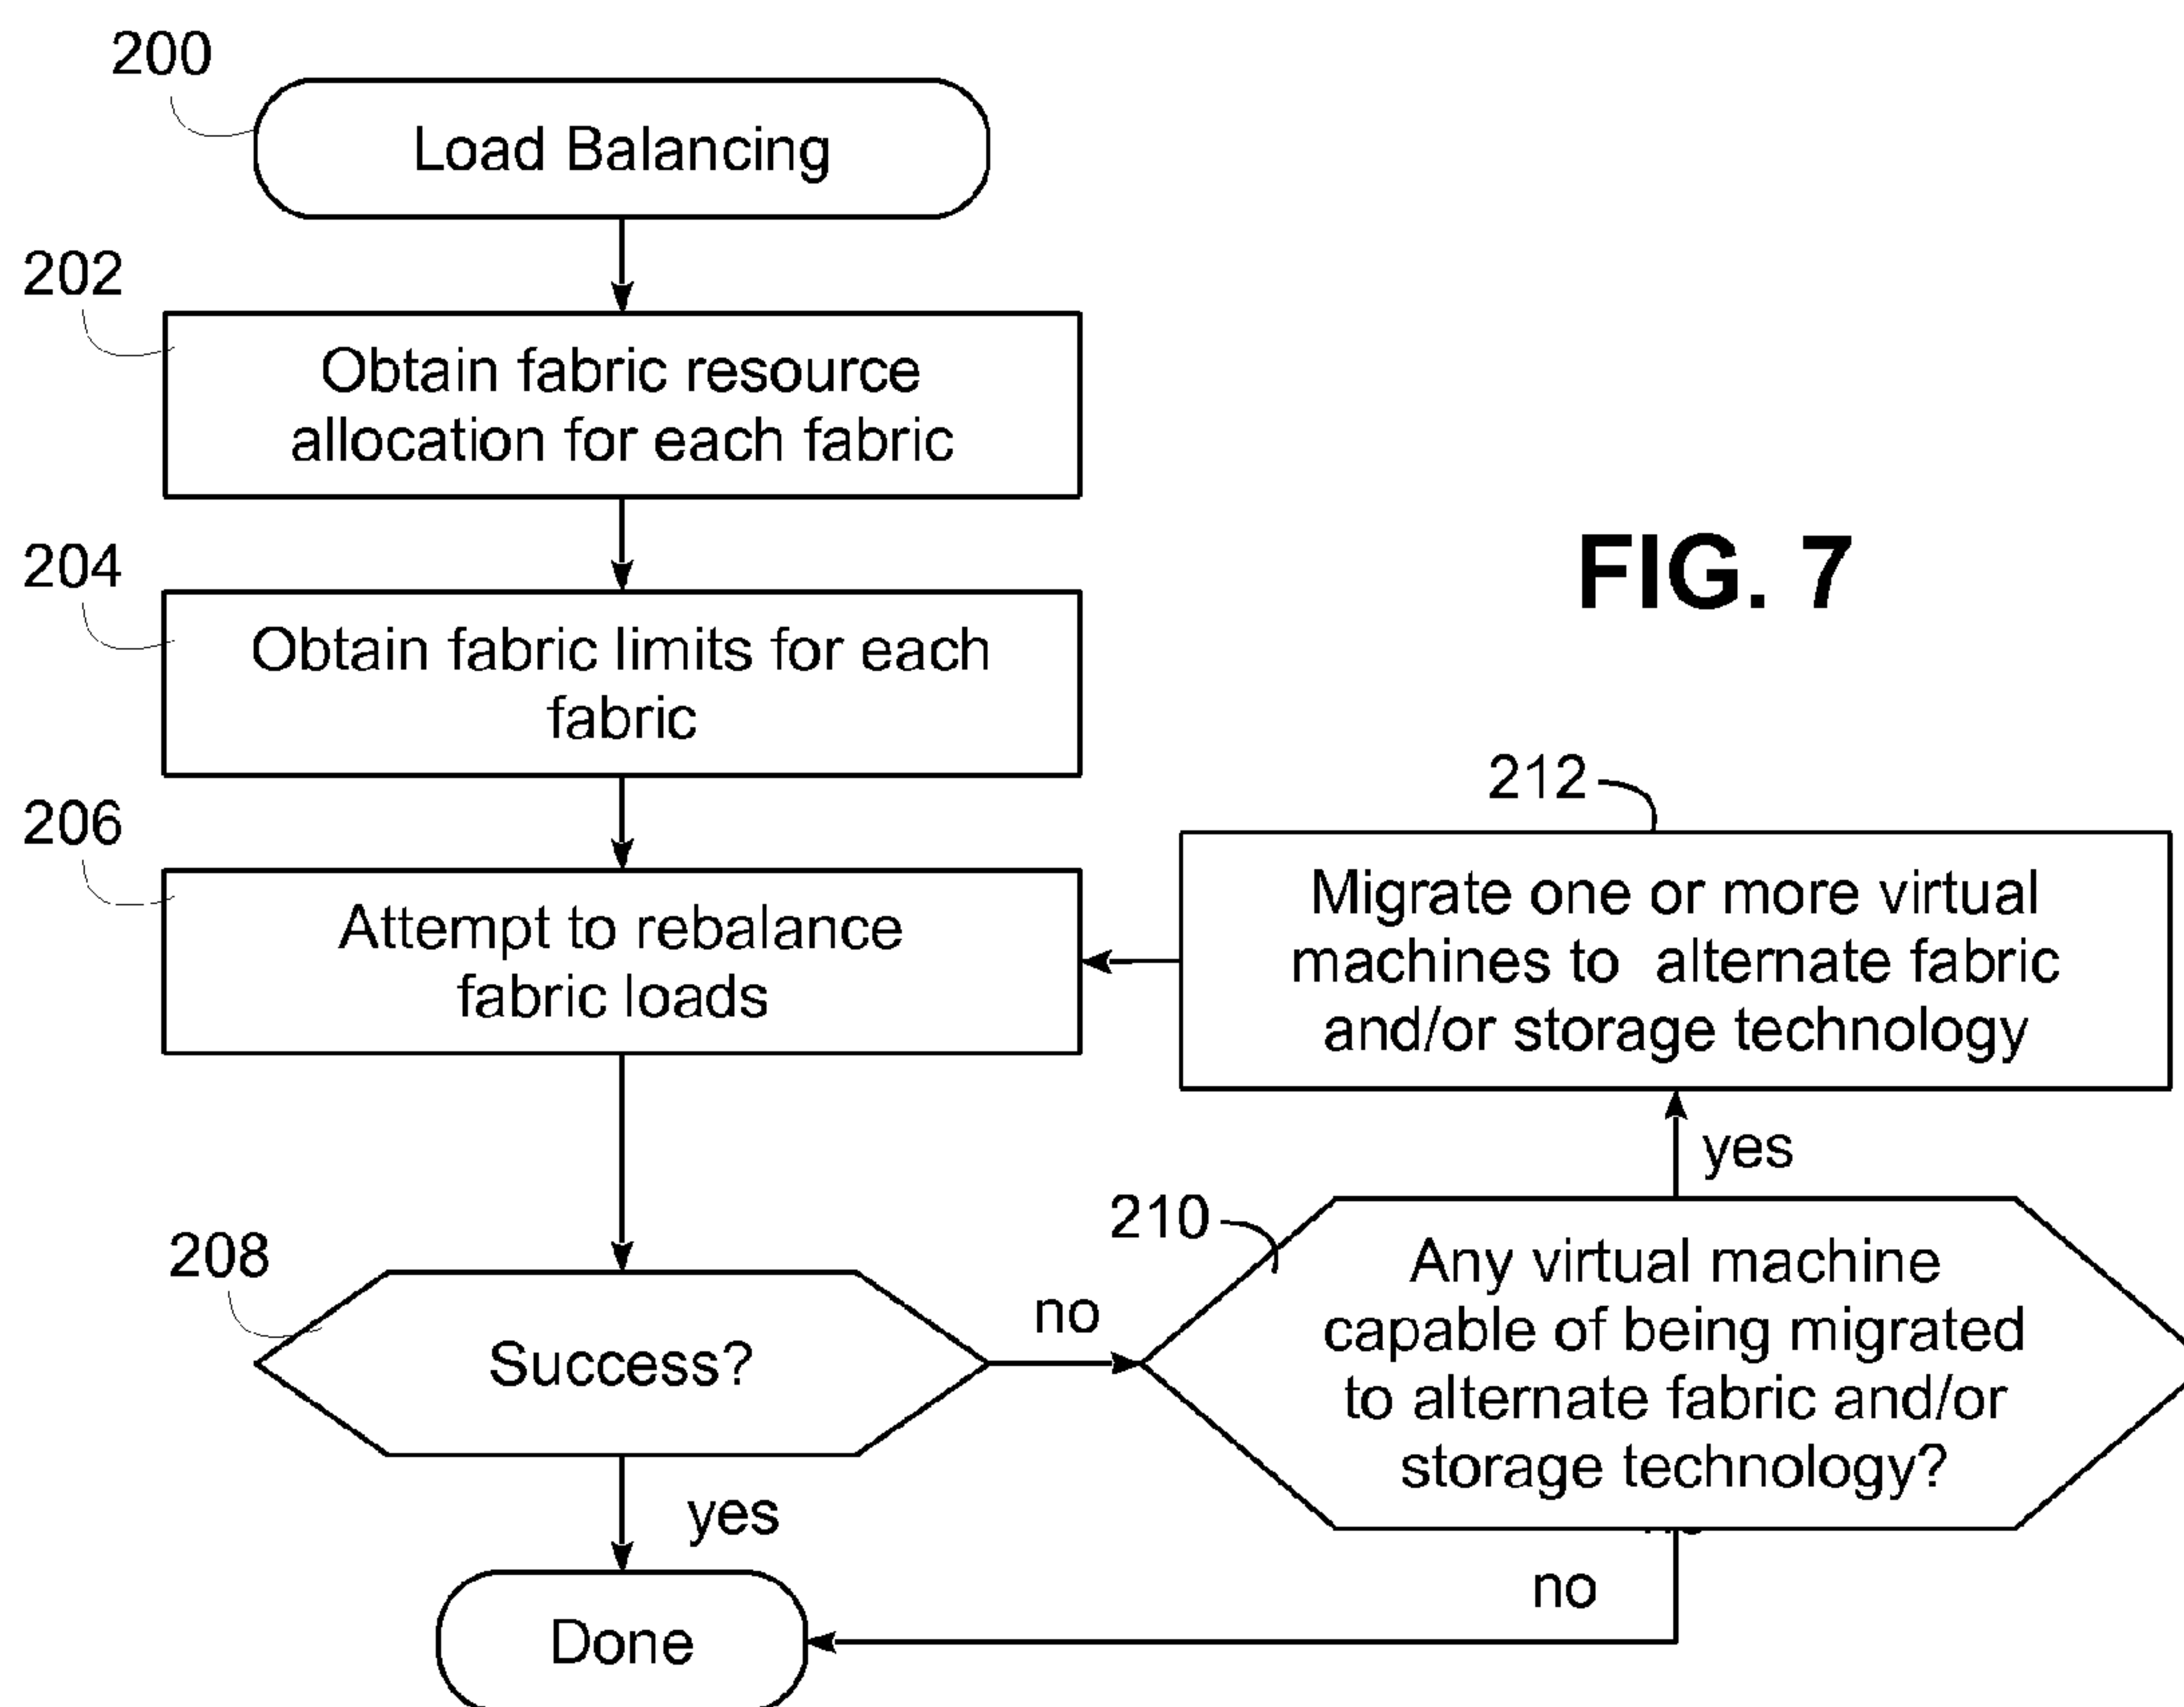 200
Load Balancing
202
Obtain fabric resource
allocation for each fabric
204
Obtain fabric limits for each
fabric
FIG. 7
206
Attempt to rebalance
fabric loads
212
Migrate one or more virtual
machines to alternate fabric
and/or storage technology
yes
208
Success?
no
210
Any virtual machine
capable of being migrated
to alternate fabric and/or
storage technology?
yes
no
Done